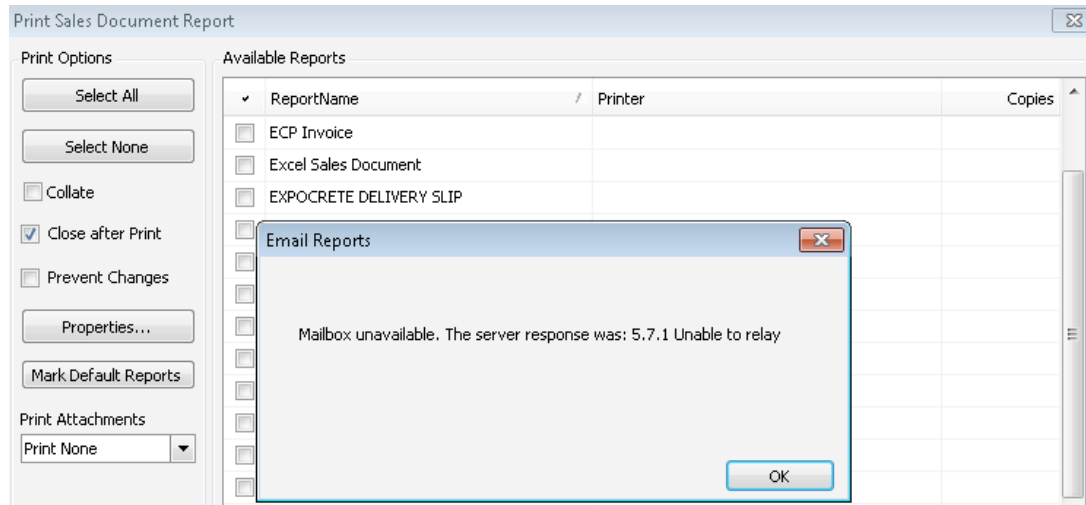 Print Sales Document Report
Print Options
Available Reports
Select All
Select None
Collate
Close after Print
Prevent Changes
Properties...
Mark Default Reports
Print Attachments
Print None
ReportName Printer Copies
ECP Invoice
Excel Sales Document
EXPOCRETE DELIVERY SLIP
Email Reports
Mailbox unavailable. The server response was: 5.7.1 Unable to relay
OK